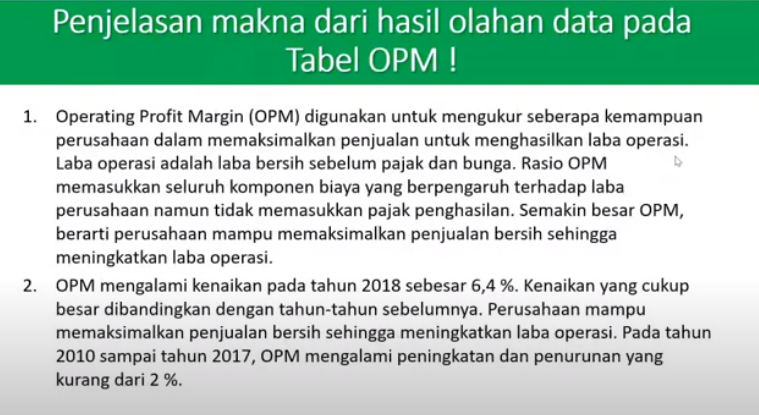 Penjelasan makna dari hasil olahan data pada
Tabel OPM !
1. Operating Profit Margin (OPM) digunakan untuk mengukur seberapa kemampuan
perusahaan dalam memaksimalkan penjualan untuk menghasilkan laba operasi.
Laba operasi adalah laba bersih sebelum pajak dan bunga. Rasio OPM
memasukkan seluruh komponen biaya yang berpengaruh terhadap laba
perusahaan namun tidak memasukkan pajak penghasilan. Semakin besar OPM,
berarti perusahaan mampu memaksimalkan penjualan bersih sehingga
meningkatkan laba operasi.
2. OPM mengalami kenaikan pada tahun 2018 sebesar 6,4 %. Kenaikan yang cukup
besar dibandingkan dengan tahun-tahun sebelumnya. Perusahaan mampu
memaksimalkan penjualan bersih sehingga meningkatkan laba operasi. Pada tahun
2010 sampai tahun 2017, OPM mengalami peningkatan dan penurunan yang
kurang dari 2 %.